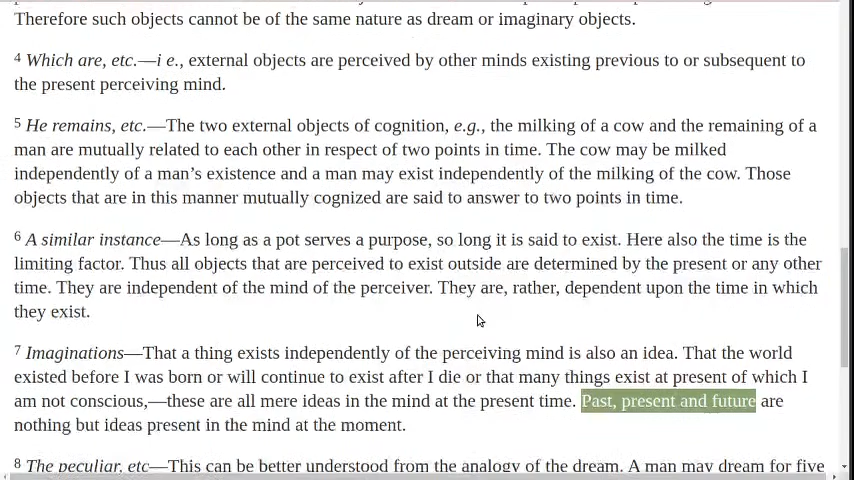 Therefore such objects cannot be of the same nature as dream or imaginary objects.
4 Which are, etc.—i e., external objects are perceived by other minds existing previous to or subsequent to
the present perceiving mind.
5 He remains, etc.—The two external objects of cognition, e.g., the milking of a cow and the remaining of a
man are mutually related to each other in respect of two points in time. The cow may be milked
independently of a man’s existence and a man may exist independently of the milking of the cow. Those
objects that are in this manner mutually cognized are said to answer to two points in time.
6 A similar instance—As long as a pot serves a purpose, so long it is said to exist. Here also the time is the
limiting factor. Thus all objects that are perceived to exist outside are determined by the present or any other
time. They are independent of the mind of the perceiver. They are, rather, dependent upon the time in which
they exist.
7 Imaginations—That a thing exists independently of the perceiving mind is also an idea. That the world
existed before I was born or will continue to exist after I die or that many things exist at present of which I
am not conscious,—these are all mere ideas in the mind at the present time. Past, present and future are
nothing but ideas present in the mind at the moment.
8 The peculiar, etc—This can be better understood from the analogy of the dream. A man may dream for five